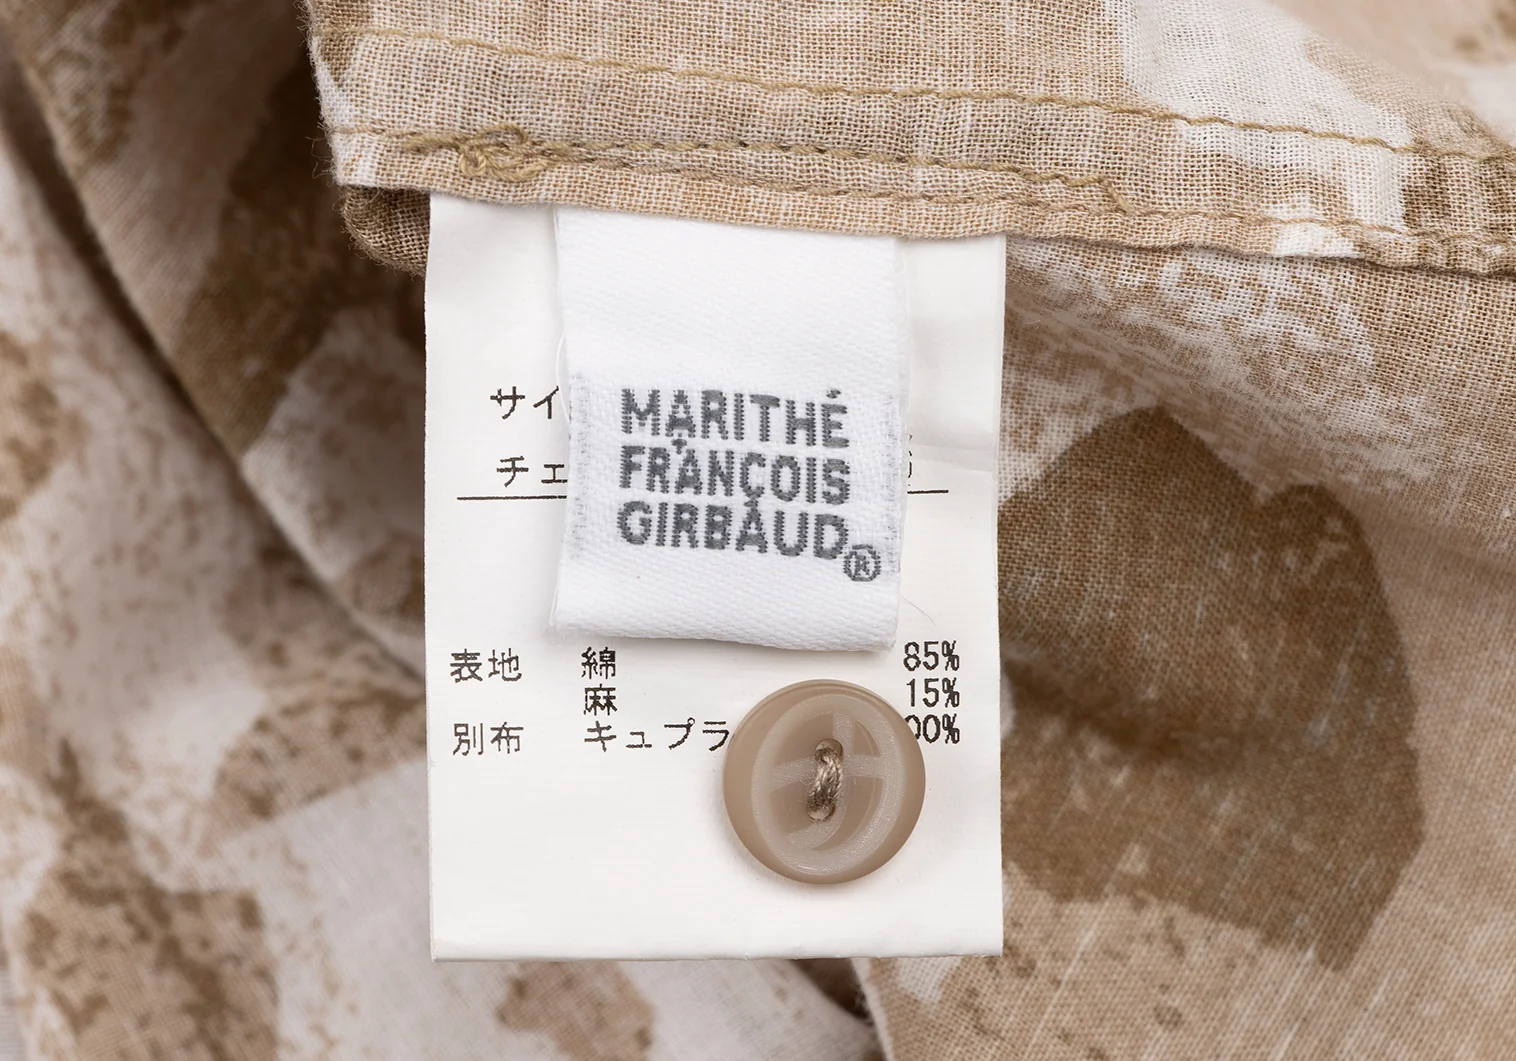 サイ
チェ
MARITHÉ
FRANÇOIS
GIRBAUD®
表地 綿 85%
麻 15%
別布 キュプラ 00%